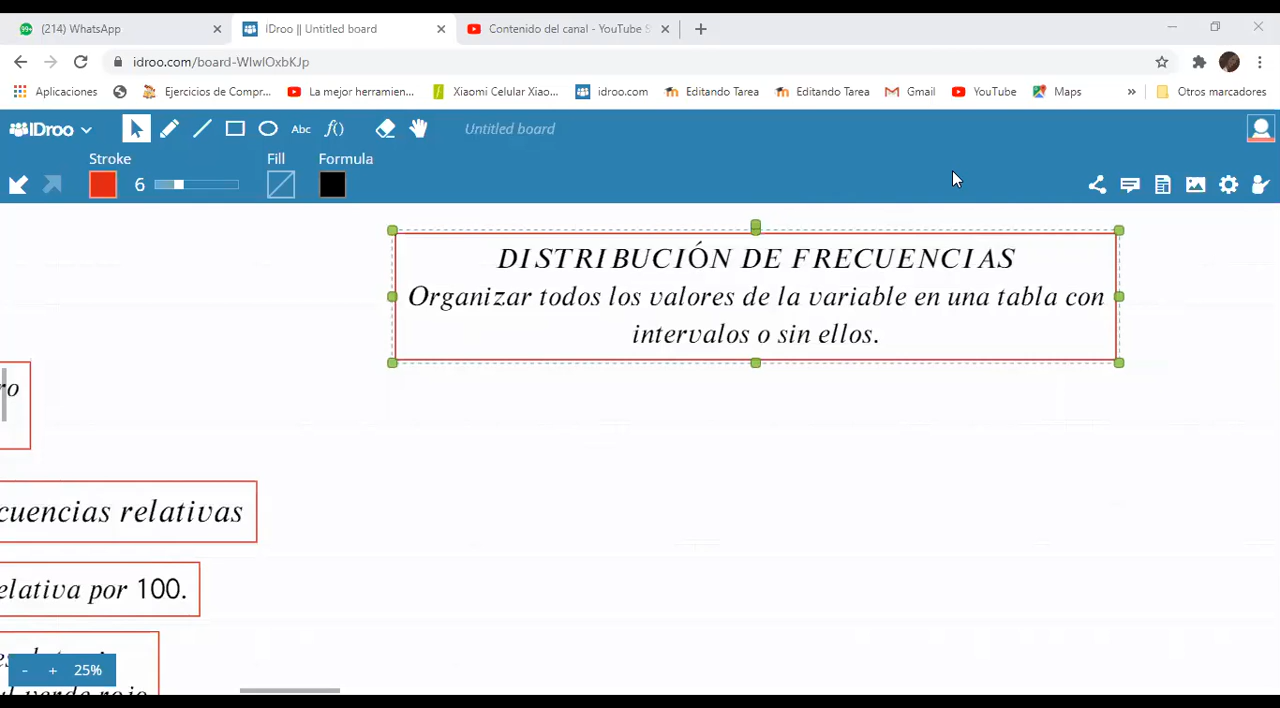 (214) WhatsApp
IDroo || Untitled board
Contenido del canal - YouTube S
idroo.com/board-WIwIOxbKJp
Aplicaciones
Ejercicios de Compr...
La mejor herramien...
Xiaomi Celular Xiao...
idroo.com
Editando Tarea
Editando Tarea
Gmail
YouTube
Maps
»
Otros marcadores
IDroo
Abc
f()
Untitled board
Stroke
Fill
Formula
6
DISTRIBUCIÓN DE FRECUENCIAS
Organizar todos los valores de la variable en una tabla con
intervalos o sin ellos.
ro
cuencias relativas
elativa por 100.
verde rojo
- + 25%